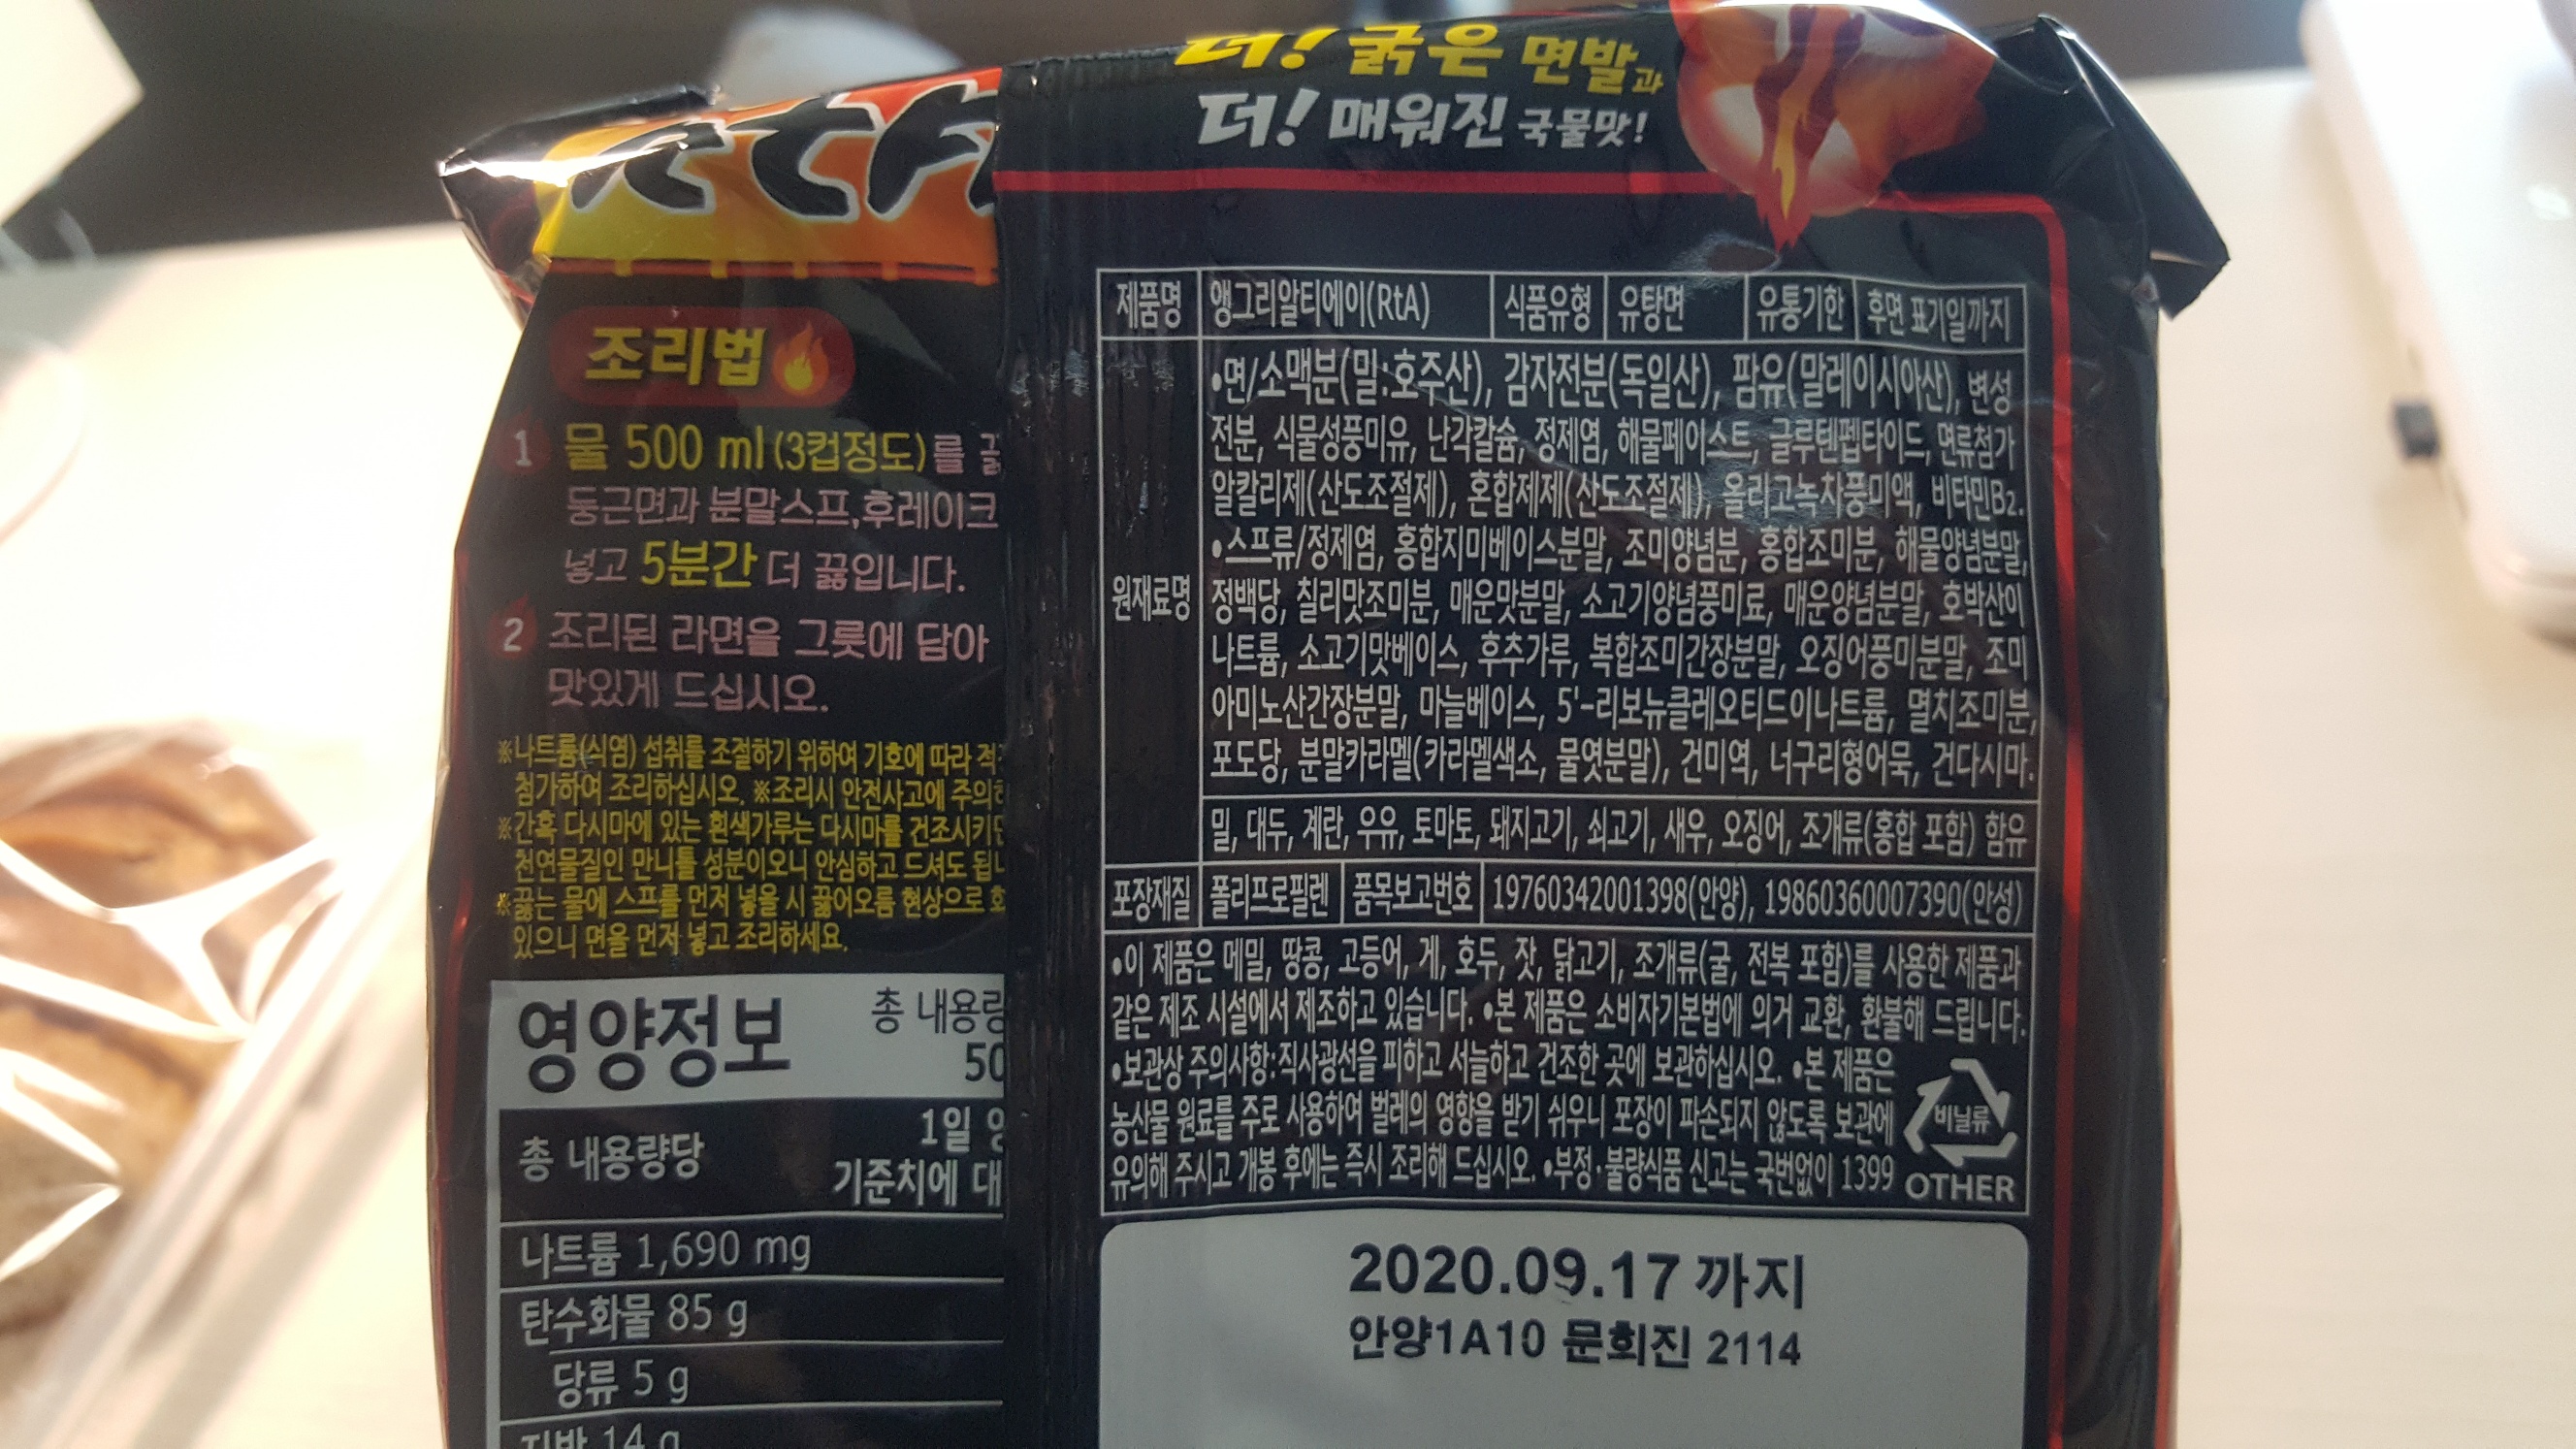 더! 굵은 면발과
더! 매워진 국물맛!
RtA
조리법
1 물 500 ml (3컵정도)를
둥근면과 분말스프,후레이크
넣고 5분간 더 끓입니다.
2 조리된 라면을 그릇에 담아
맛있게 드십시오.
※나트륨(식염) 섭취를 조절하기 위하여 기호에 따라
첨가하여 조리하십시오. ※조리시 안전사고에
※간혹 다시마에 있는 흰색가루는 다시마를
천연물질인 만니톨 성분이오니 안심하고 드셔도
※끓는 물에 스프를 먼저 넣을 시 끓어오름 현상으로
있으니 면을 먼저 넣고 조리하세요.
영양정보 총 내용량
50
총 내용량당 1일
기준치에
나트륨 1,690 mg
탄수화물 85 g
당류 5 g
지방 14 g
제품명 앵그리알티에이(RtA) 식품유형 유탕면 유통기한 후면 표기일까지
원재료명
•면/소맥분(밀:호주산), 감자전분(독일산), 팜유(말레이시아산), 변성
전분, 식물성풍미유, 난각칼슘, 정제염, 해물페이스트, 글루텐펩타이드, 면류첨가
알칼리제(산도조절제), 혼합제제(산도조절제), 올리고녹차풍미액, 비타민B2.
•스프류/정제염, 홍합지미베이스분말, 조미양념분, 홍합조미분, 해물양념분말,
정백당, 칠리맛조미분, 매운맛분말, 소고기양념풍미료, 매운양념분말, 호박산이
나트륨, 소고기맛베이스, 후추가루, 복합조미간장분말, 오징어풍미분말, 조미
아미노산간장분말, 마늘베이스, 5'-리보뉴클레오티드이나트륨, 멸치조미분,
포도당, 분말카라멜(카라멜색소, 물엿분말), 건미역, 너구리형어묵, 건다시마.
밀, 대두, 계란, 우유, 토마토, 돼지고기, 쇠고기, 새우, 오징어, 조개류(홍합 포함) 함유
포장재질 폴리프로필렌 품목보고번호 19760342001398(안양), 19860360007390(안성)
•이 제품은 메밀, 땅콩, 고등어, 게, 호두, 잣, 닭고기, 조개류(굴, 전복 포함)를 사용한 제품과
같은 제조 시설에서 제조하고 있습니다. •본 제품은 소비자기본법에 의거 교환, 환불해 드립니다.
•보관상 주의사항:직사광선을 피하고 서늘하고 건조한 곳에 보관하십시오. •본 제품은
농산물 원료를 주로 사용하여 벌레의 영향을 받기 쉬우니 포장이 파손되지 않도록 보관에
유의해 주시고 개봉 후에는 즉시 조리해 드십시오. •부정·불량식품 신고는 국번없이 1399
비닐류
OTHER
2020.09.17 까지
안양1A10 문희진 2114